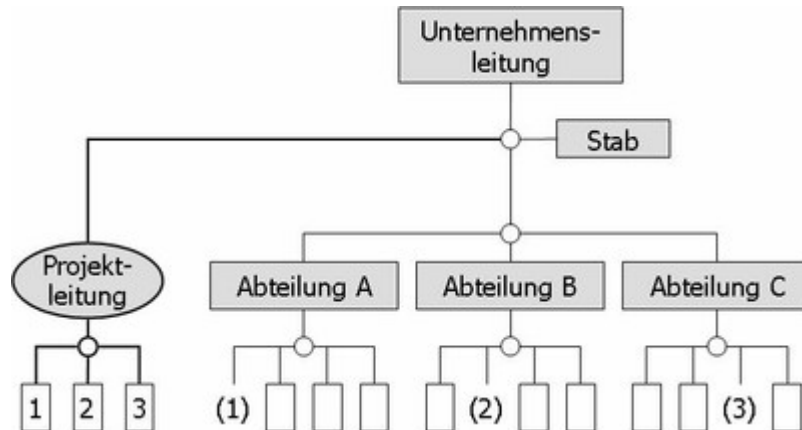 Unternehmens-
leitung
Stab
Projekt-
leitung
Abteilung A
Abteilung B
Abteilung C
1
2
3
(1)
(2)
(3)